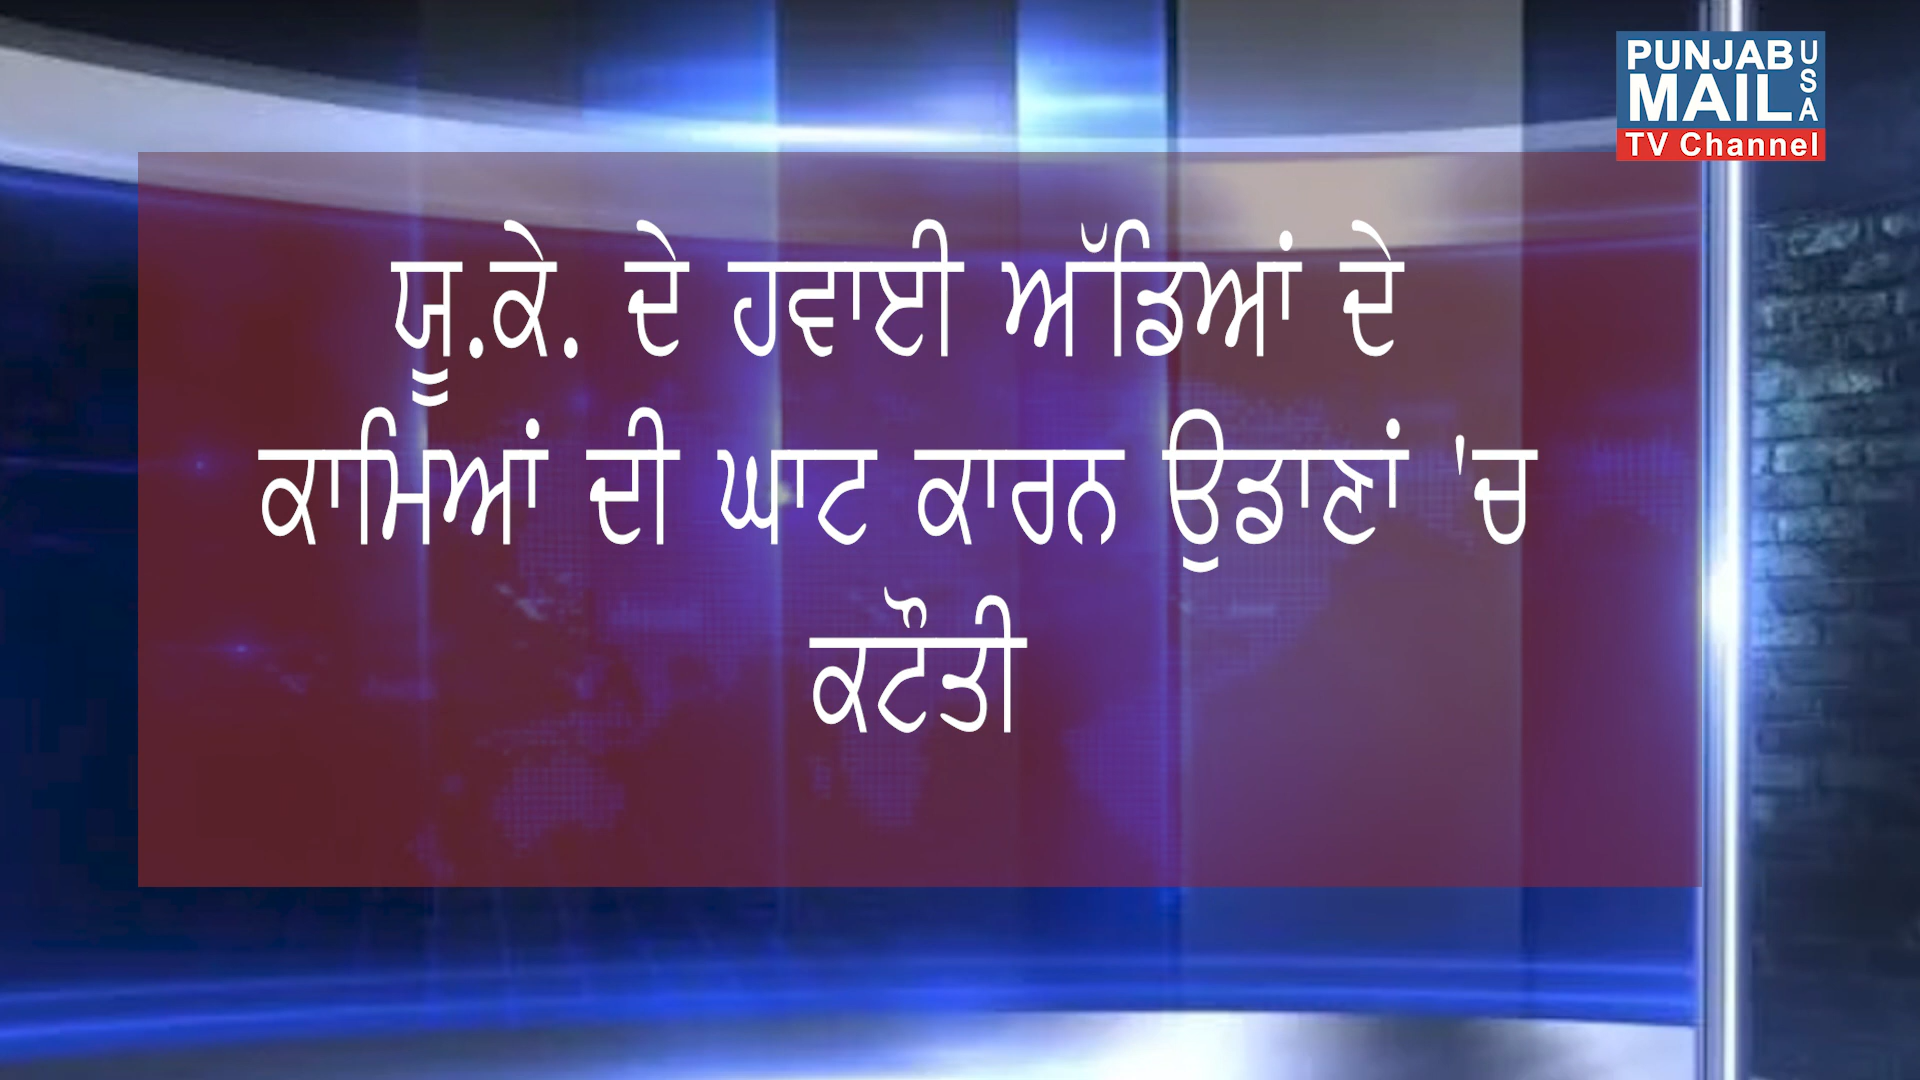 PUNJAB USA
MAIL
TV Channel
ਯੂ.ਕੇ. ਦੇ ਹਵਾਈ ਅੱਡਿਆਂ ਦੇ
ਕਾਮਿਆਂ ਦੀ ਘਾਟ ਕਾਰਨ ਉਡਾਣਾਂ 'ਚ
ਕਟੌਤੀ